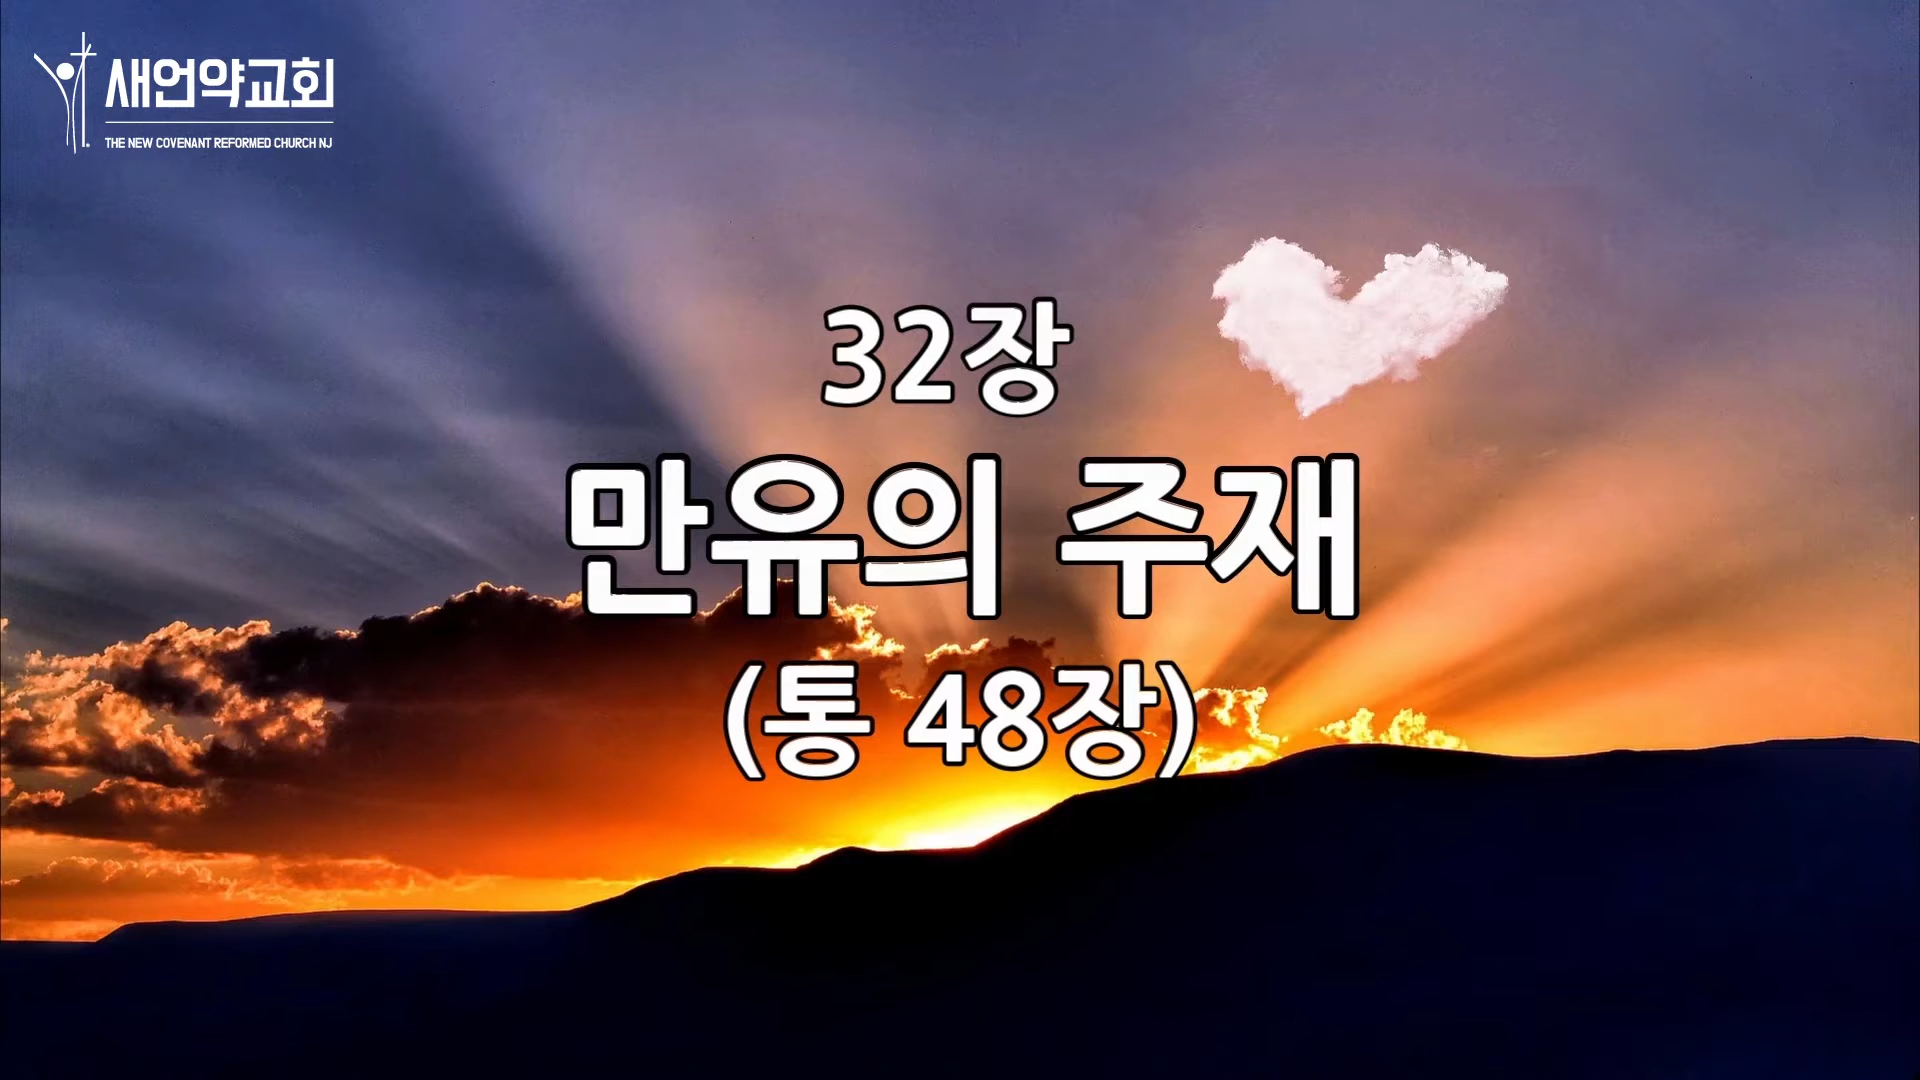 새언약교회
THE NEW COVENANT REFORMED CHURCH NJ
32장
만유의 주재
(통 48장)